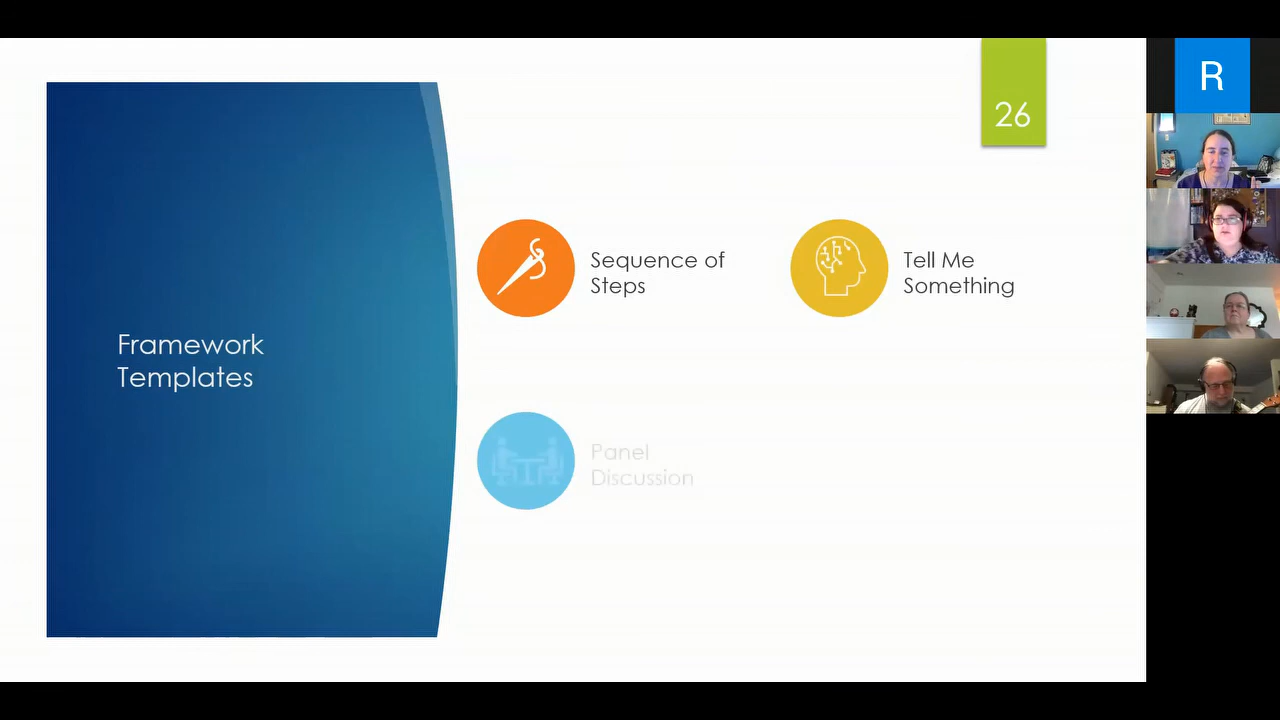 26
R
Framework
Templates
Sequence of
Steps
Tell Me
Something
Panel
Discussion